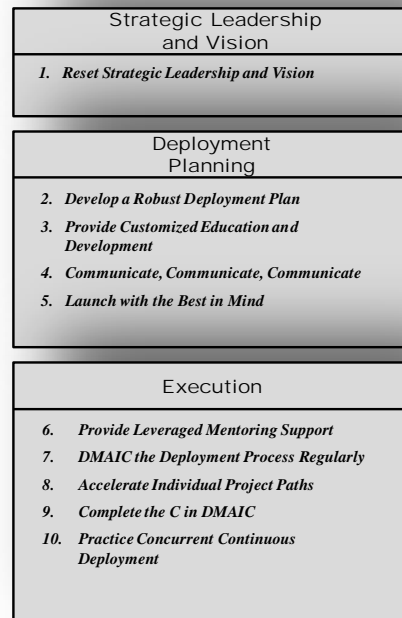 Strategic Leadership
and Vision
1. Reset Strategic Leadership and Vision
Deployment
Planning
2. Develop a Robust Deployment Plan
3. Provide Customized Education and
Development
4. Communicate, Communicate, Communicate
5. Launch with the Best in Mind
Execution
6. Provide Leveraged Mentoring Support
7. DMAIC the Deployment Process Regularly
8. Accelerate Individual Project Paths
9. Complete the C in DMAIC
10. Practice Concurrent Continuous
Deployment